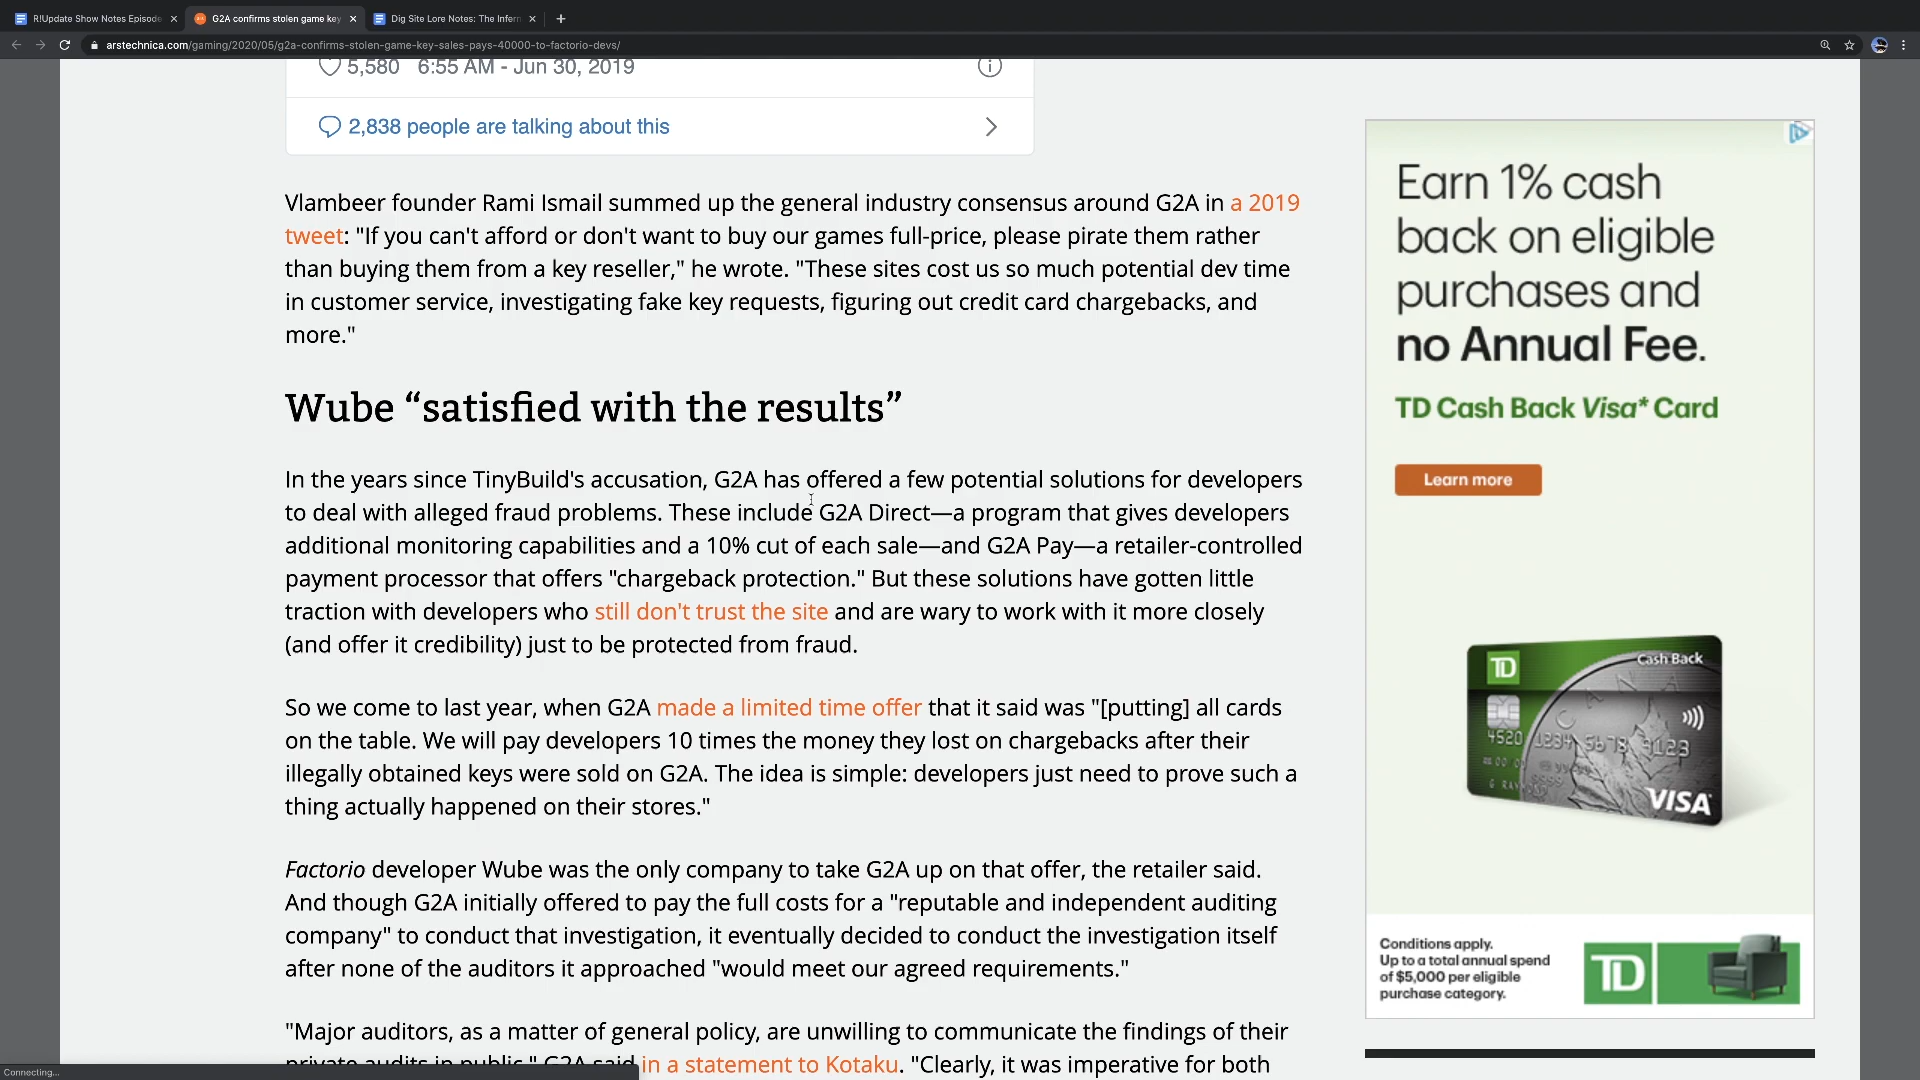 R!Update Show Notes Episode
G2A confirms stolen game key
Dig Site Lore Notes: The Infern
arstechnica.com/gaming/2020/05/g2a-confirms-stolen-game-key-sales-pays-40000-to-factorio-devs/
5,580 6:55 AM - Jun 30, 2019
2,838 people are talking about this
Vlambeer founder Rami Ismail summed up the general industry consensus around G2A in a 2019
tweet: "If you can't afford or don't want to buy our games full-price, please pirate them rather
than buying them from a key reseller," he wrote. "These sites cost us so much potential dev time
in customer service, investigating fake key requests, figuring out credit card chargebacks, and
more."
Wube “satisfied with the results”
In the years since TinyBuild's accusation, G2A has offered a few potential solutions for developers
to deal with alleged fraud problems. These include G2A Direct—a program that gives developers
additional monitoring capabilities and a 10% cut of each sale—and G2A Pay—a retailer-controlled
payment processor that offers "chargeback protection." But these solutions have gotten little
traction with developers who still don't trust the site and are wary to work with it more closely
(and offer it credibility) just to be protected from fraud.
So we come to last year, when G2A made a limited time offer that it said was "[putting] all cards
on the table. We will pay developers 10 times the money they lost on chargebacks after their
illegally obtained keys were sold on G2A. The idea is simple: developers just need to prove such a
thing actually happened on their stores."
Factorio developer Wube was the only company to take G2A up on that offer, the retailer said.
And though G2A initially offered to pay the full costs for a "reputable and independent auditing
company" to conduct that investigation, it eventually decided to conduct the investigation itself
after none of the auditors it approached "would meet our agreed requirements."
"Major auditors, as a matter of general policy, are unwilling to communicate the findings of their
private audits in public," G2A said in a statement to Kotaku. "Clearly, it was imperative for both
Connecting...
Earn 1% cash
back on eligible
purchases and
no Annual Fee.
TD Cash Back Visa* Card
Learn more
TD
Cash Back
CANADA
4520 1234 5678 9123
VISA
Conditions apply.
Up to a total annual spend
of $5,000 per eligible
purchase category.
TD